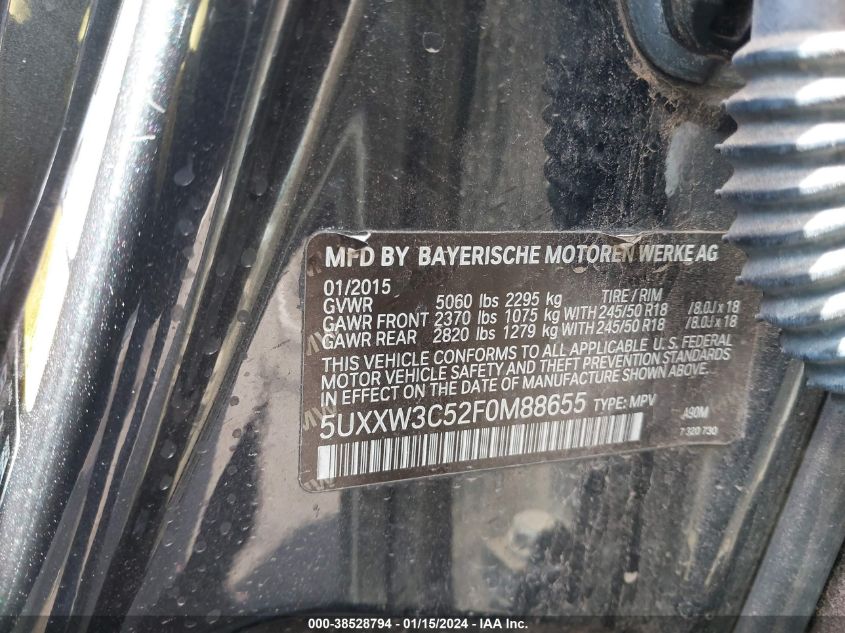 MFD BY BAYERISCHE MOTOREN WERKE AG
01/2015
GVWR 5060 lbs 2295 kg TIRE / RIM
GAWR FRONT 2370 lbs 1075 kg WITH 245/50 R18 /8.0J x 18
GAWR REAR 2820 lbs 1279 kg WITH 245/50 R18 /8.0J x 18
THIS VEHICLE CONFORMS TO ALL APPLICABLE U.S. FEDERAL
MOTOR VEHICLE SAFETY AND THEFT PREVENTION STANDARDS
IN EFFECT ON THE DATE OF MANUFACTURE SHOWN ABOVE.
5UXXW3C52F0M88655 TYPE: MPV A90M
7 320 730
000-38528794 - 01/15/2024 - IAA Inc.